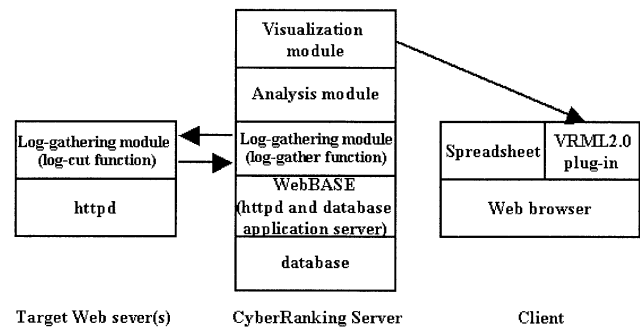 Visualization
module
Analysis module
Log-gathering module
(log-cut function)
httpd
Log-gathering module
(log-gather function)
WebBASE
(httpd and database
application server)
database
Spreadsheet
VRML2.0
plug-in
Web browser
Target Web sever(s)
CyberRanking Server
Client